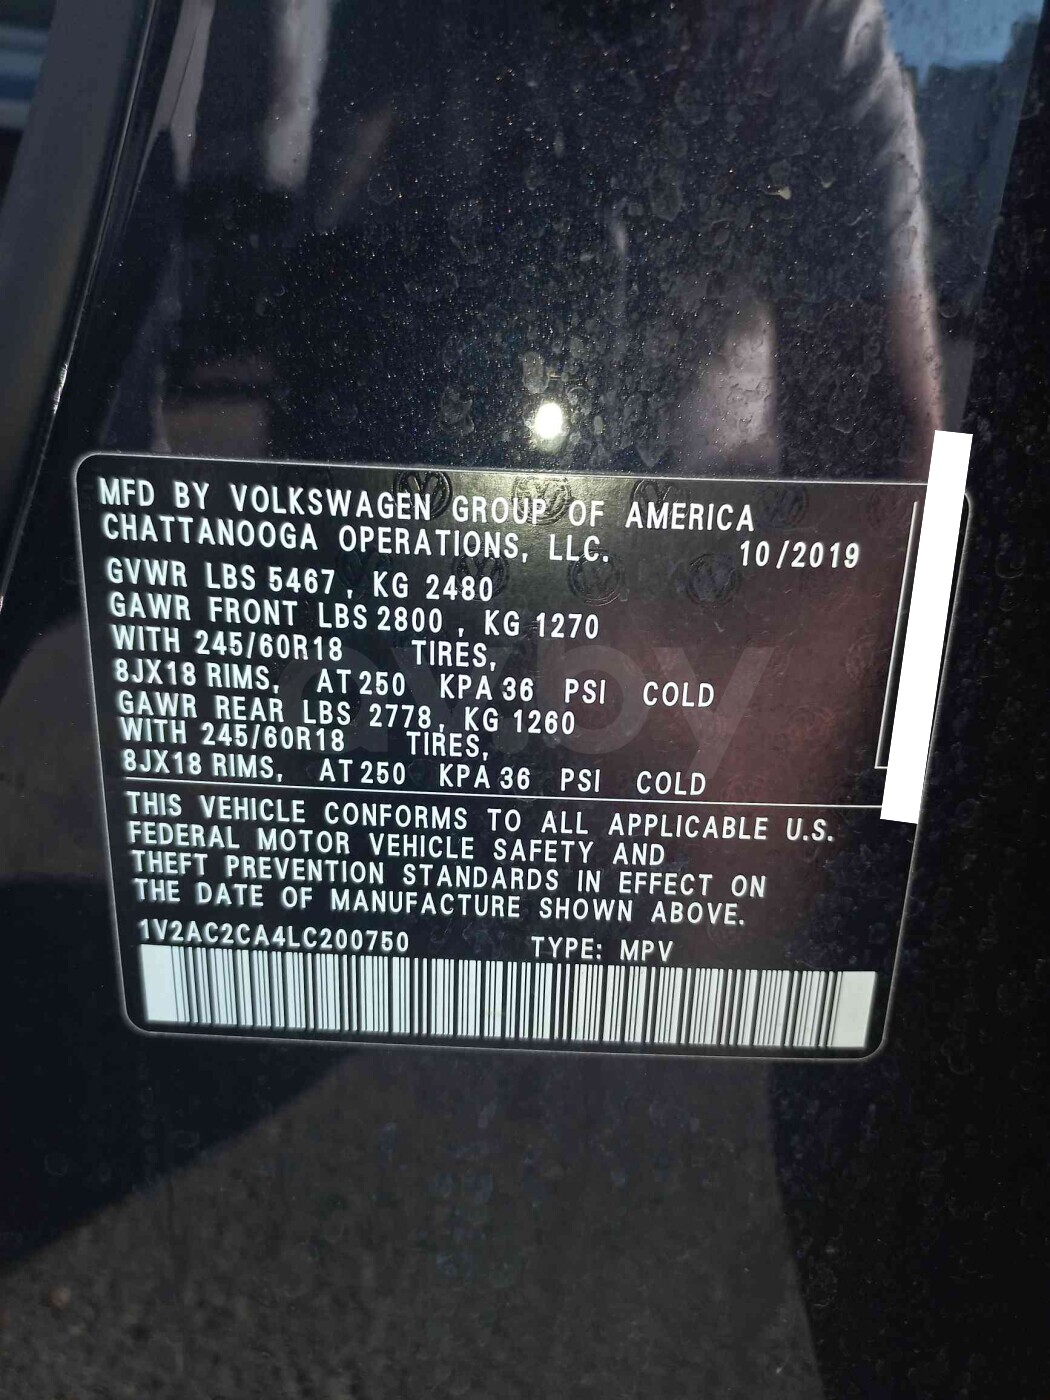 MFD BY VOLKSWAGEN GROUP OF AMERICA
CHATTANOOGA OPERATIONS, LLC. 10/2019
GVWR LBS 5467, KG 2480
GAWR FRONT LBS 2800, KG 1270
WITH 245/60R18 TIRES,
8JX18 RIMS, AT 250 KPA 36 PSI COLD
GAWR REAR LBS 2778, KG 1260
WITH 245/60R18 TIRES,
8JX18 RIMS, AT 250 KPA 36 PSI COLD
THIS VEHICLE CONFORMS TO ALL APPLICABLE U.S.
FEDERAL MOTOR VEHICLE SAFETY AND
THEFT PREVENTION STANDARDS IN EFFECT ON
THE DATE OF MANUFACTURE SHOWN ABOVE.
1V2AC2CA4LC200750 TYPE: MPV
av.by